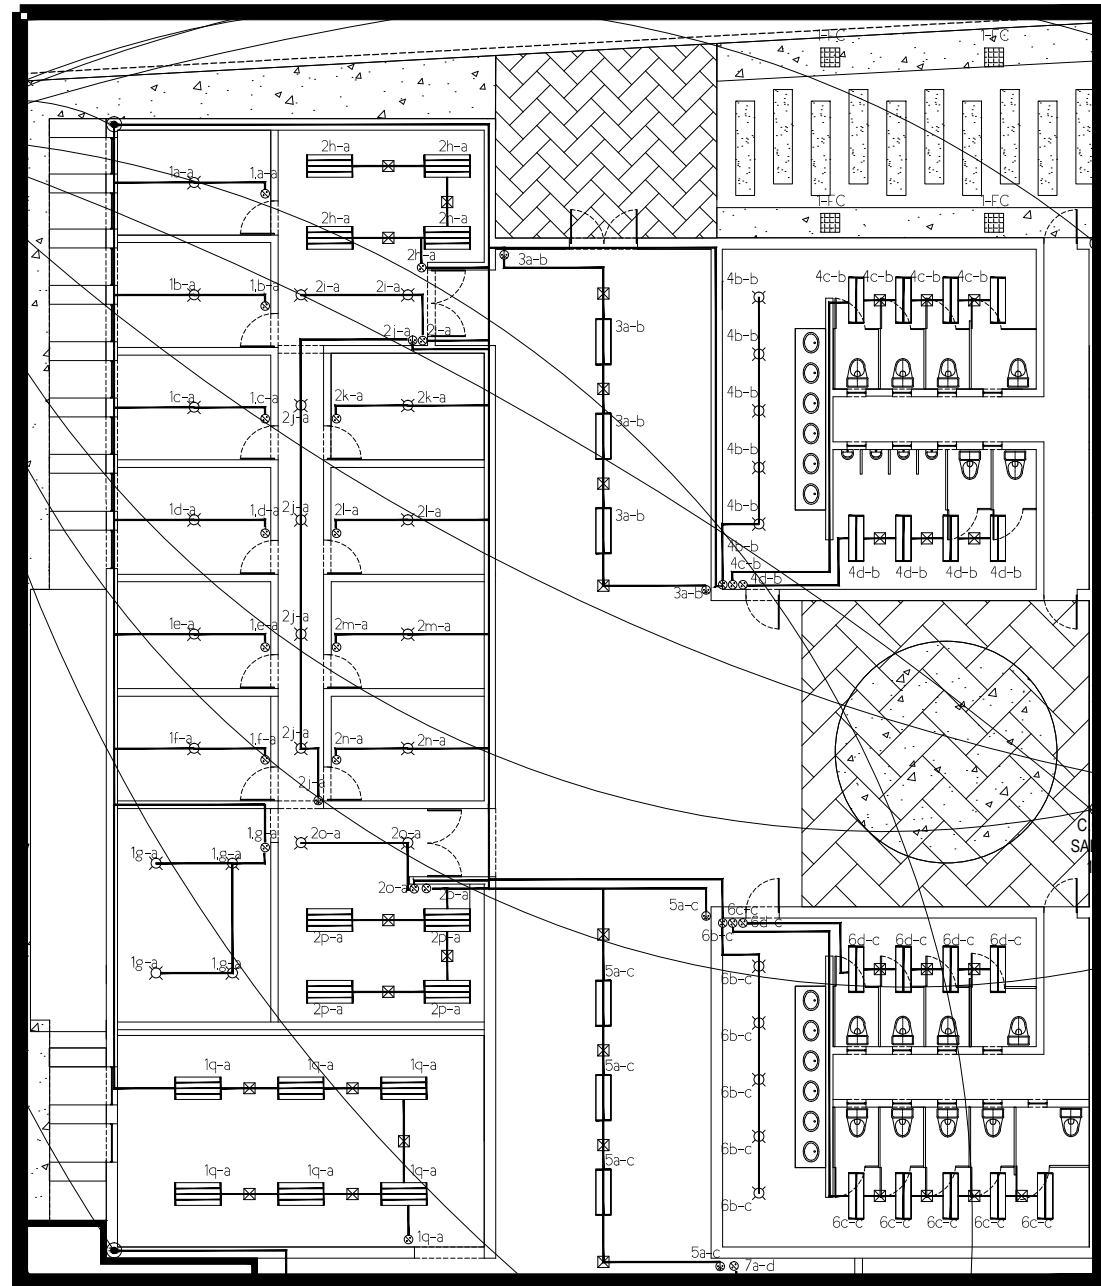 1-FC
1-FC
2h-a
2h-a
1a-a
1,a-a
1-FC
1-FC
2h-a
2h-a
2h-a
3a-b
4b-b
4c-b
4c-b
4c-b
4c-b
1b-a
1,b-a
2i-a
2i-a
2j-a
2i-a
3a-b
4b-b
1c-a
1,c-a
2j-a
2k-a
2k-a
4b-b
3a-b
4b-b
1d-a
1,d-a
2j-a
2l-a
2l-a
3a-b
4b-b
4b-b
4c-b
4d-b
4d-b
4d-b
4d-b
4d-b
3a-b
1e-a
1,e-a
2j-a
2m-a
2m-a
1f-a
1,f-a
2j-a
2n-a
2n-a
2j-a
C
SA
1,g-a
2o-a
2o-a
1g-a
1,g-a
2o-a
2p-a
5a-c
6c-c
6d-c
6b-c
2p-a
2p-a
6d-c
6d-c
6d-c
6d-c
1g-a
1,g-a
5a-c
6b-c
2p-a
2p-a
6b-c
1q-a
1q-a
1q-a
5a-c
6b-c
6b-c
1q-a
1q-a
1q-a
5a-c
6b-c
6c-c
6c-c
6c-c
6c-c
6c-c
1q-a
5a-c
7a-d